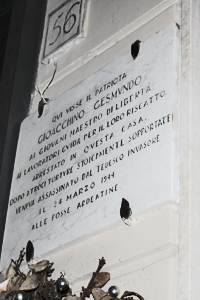 56
QUI VISSE IL PATRIOTA
GIOACCHINO GESMUNDO
AI GIOVANI MAESTRO DI LIBERTÀ
AI LAVORATORI GUIDA PER IL LORO RISCATTO
ARRESTATO IN QUESTA CASA
DOPO ATROCI TORTURE STOICAMENTE SOPPORTATE
VENIVA ASSASSINATO DAL TEDESCO INVASORE
IL 24 MARZO 1944
ALLE FOSSE ARDEATINE